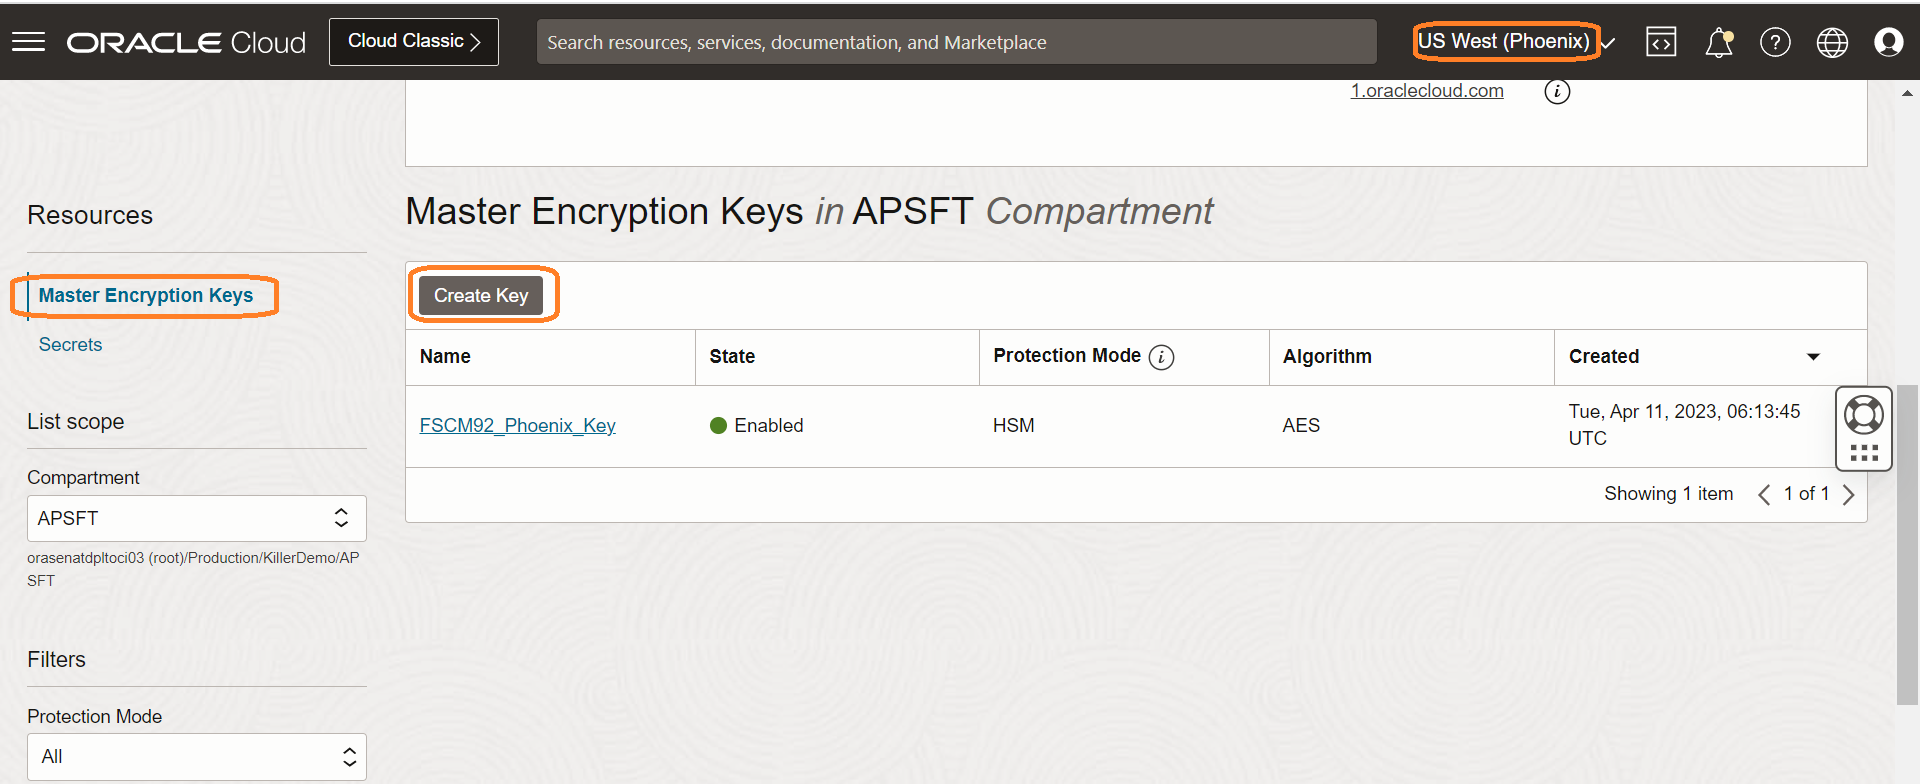 ORACLE Cloud
Cloud Classic
Search resources, services, documentation, and Marketplace
US West (Phoenix)
1.oraclecloud.com
Resources
Master Encryption Keys
Secrets
List scope
Compartment
APSFT
orasenatdpltoci03 (root)/Production/KillerDemo/AP
SFT
Filters
Protection Mode
All
Master Encryption Keys in APSFT Compartment
Create Key
Name State Protection Mode Algorithm Created
FSCM92_Phoenix_Key Enabled HSM AES Tue, Apr 11, 2023, 06:13:45
UTC
Showing 1 item 1 of 1